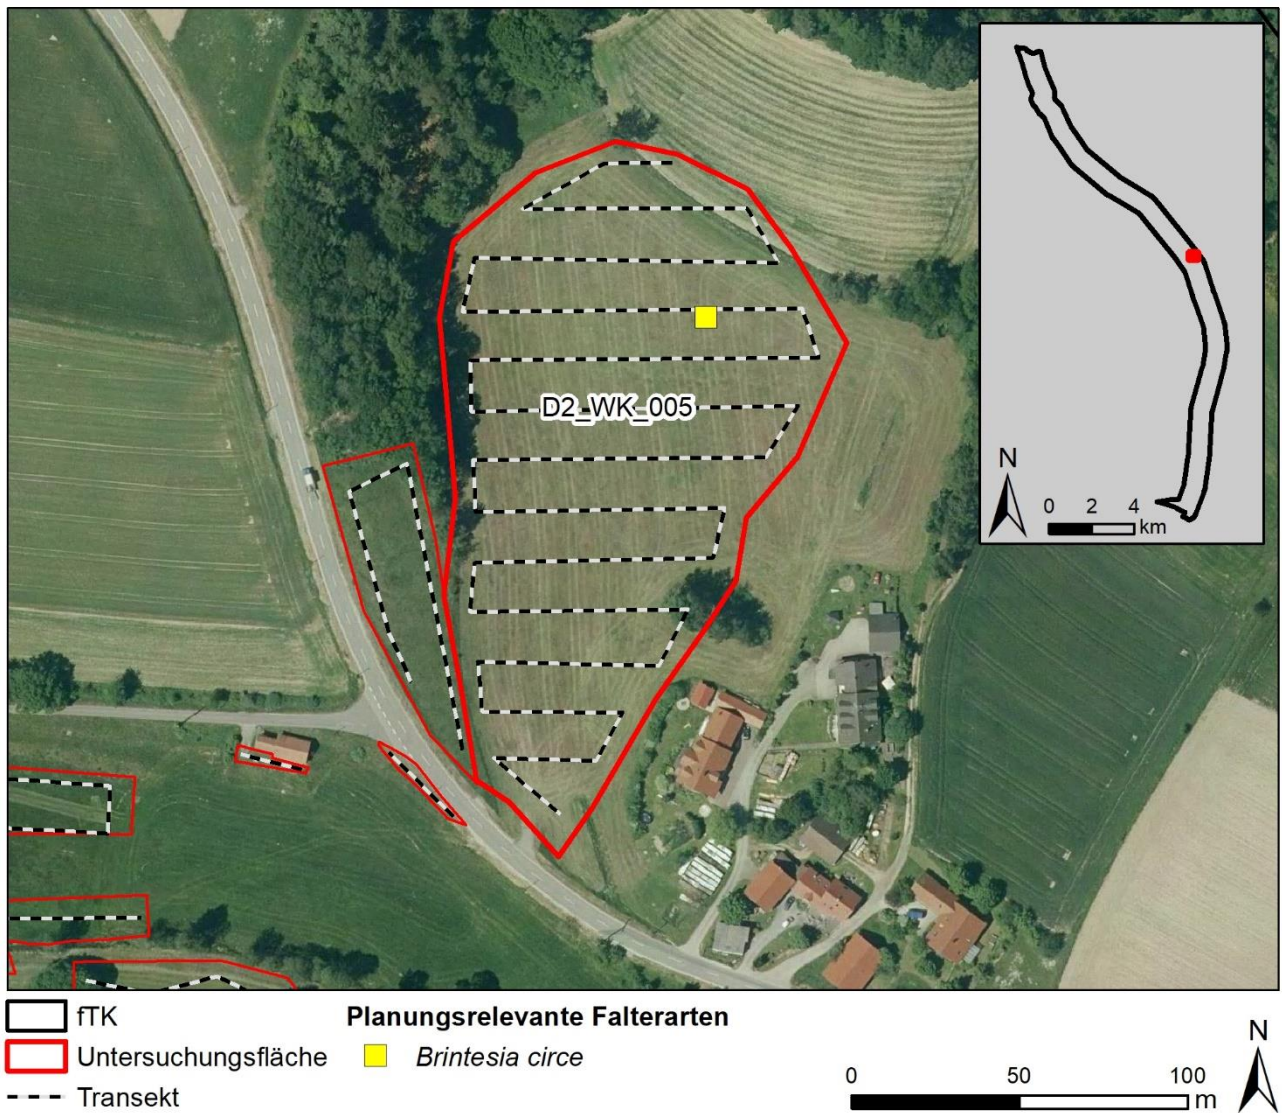 N
0 2 4
km
D2_WK_005
fTK
Planungsrelevante Falterarten
Untersuchungsfläche
Brintesia circe
Transekt
0 50 100
m
N